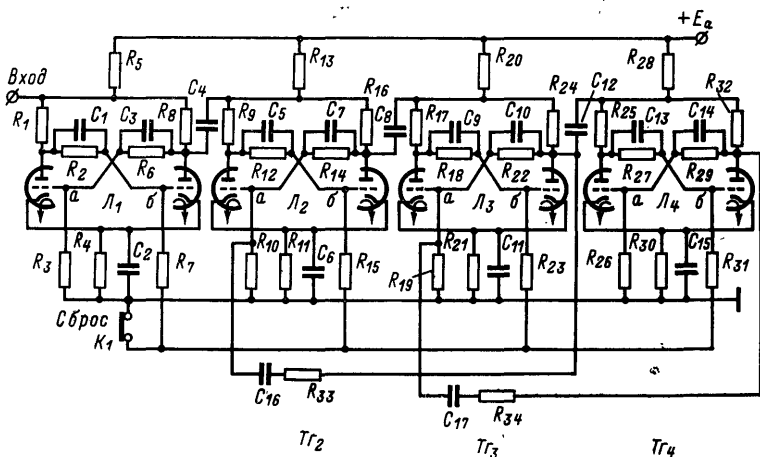 +Eₐ
R₅
R₁₃
R₂₀
R₂₈
Вход
C₄
R₁₆
R₂₄
C₁₂
R₃₂
R₁
C₁
C₃
R₈
R₉
C₅
C₇
C₈
R₁₇
C₉
C₁₀
R₂₅
C₁₃
C₁₄
R₂
R₆
R₁₂
R₁₄
R₁₈
R₂₂
R₂₇
R₂₉
а Л₁ б
а Л₂ б
а Л₃ б
а Л₄ б
R₃
R₄
C₂
R₇
R₁₀
R₁₁
C₆
R₁₅
R₁₉
R₂₁
C₁₁
R₂₃
R₂₆
R₃₀
C₁₅
R₃₁
Сброс
К₁
C₁₆
R₃₃
C₁₇
R₃₄
Тг₂
Тг₃
Тг₄